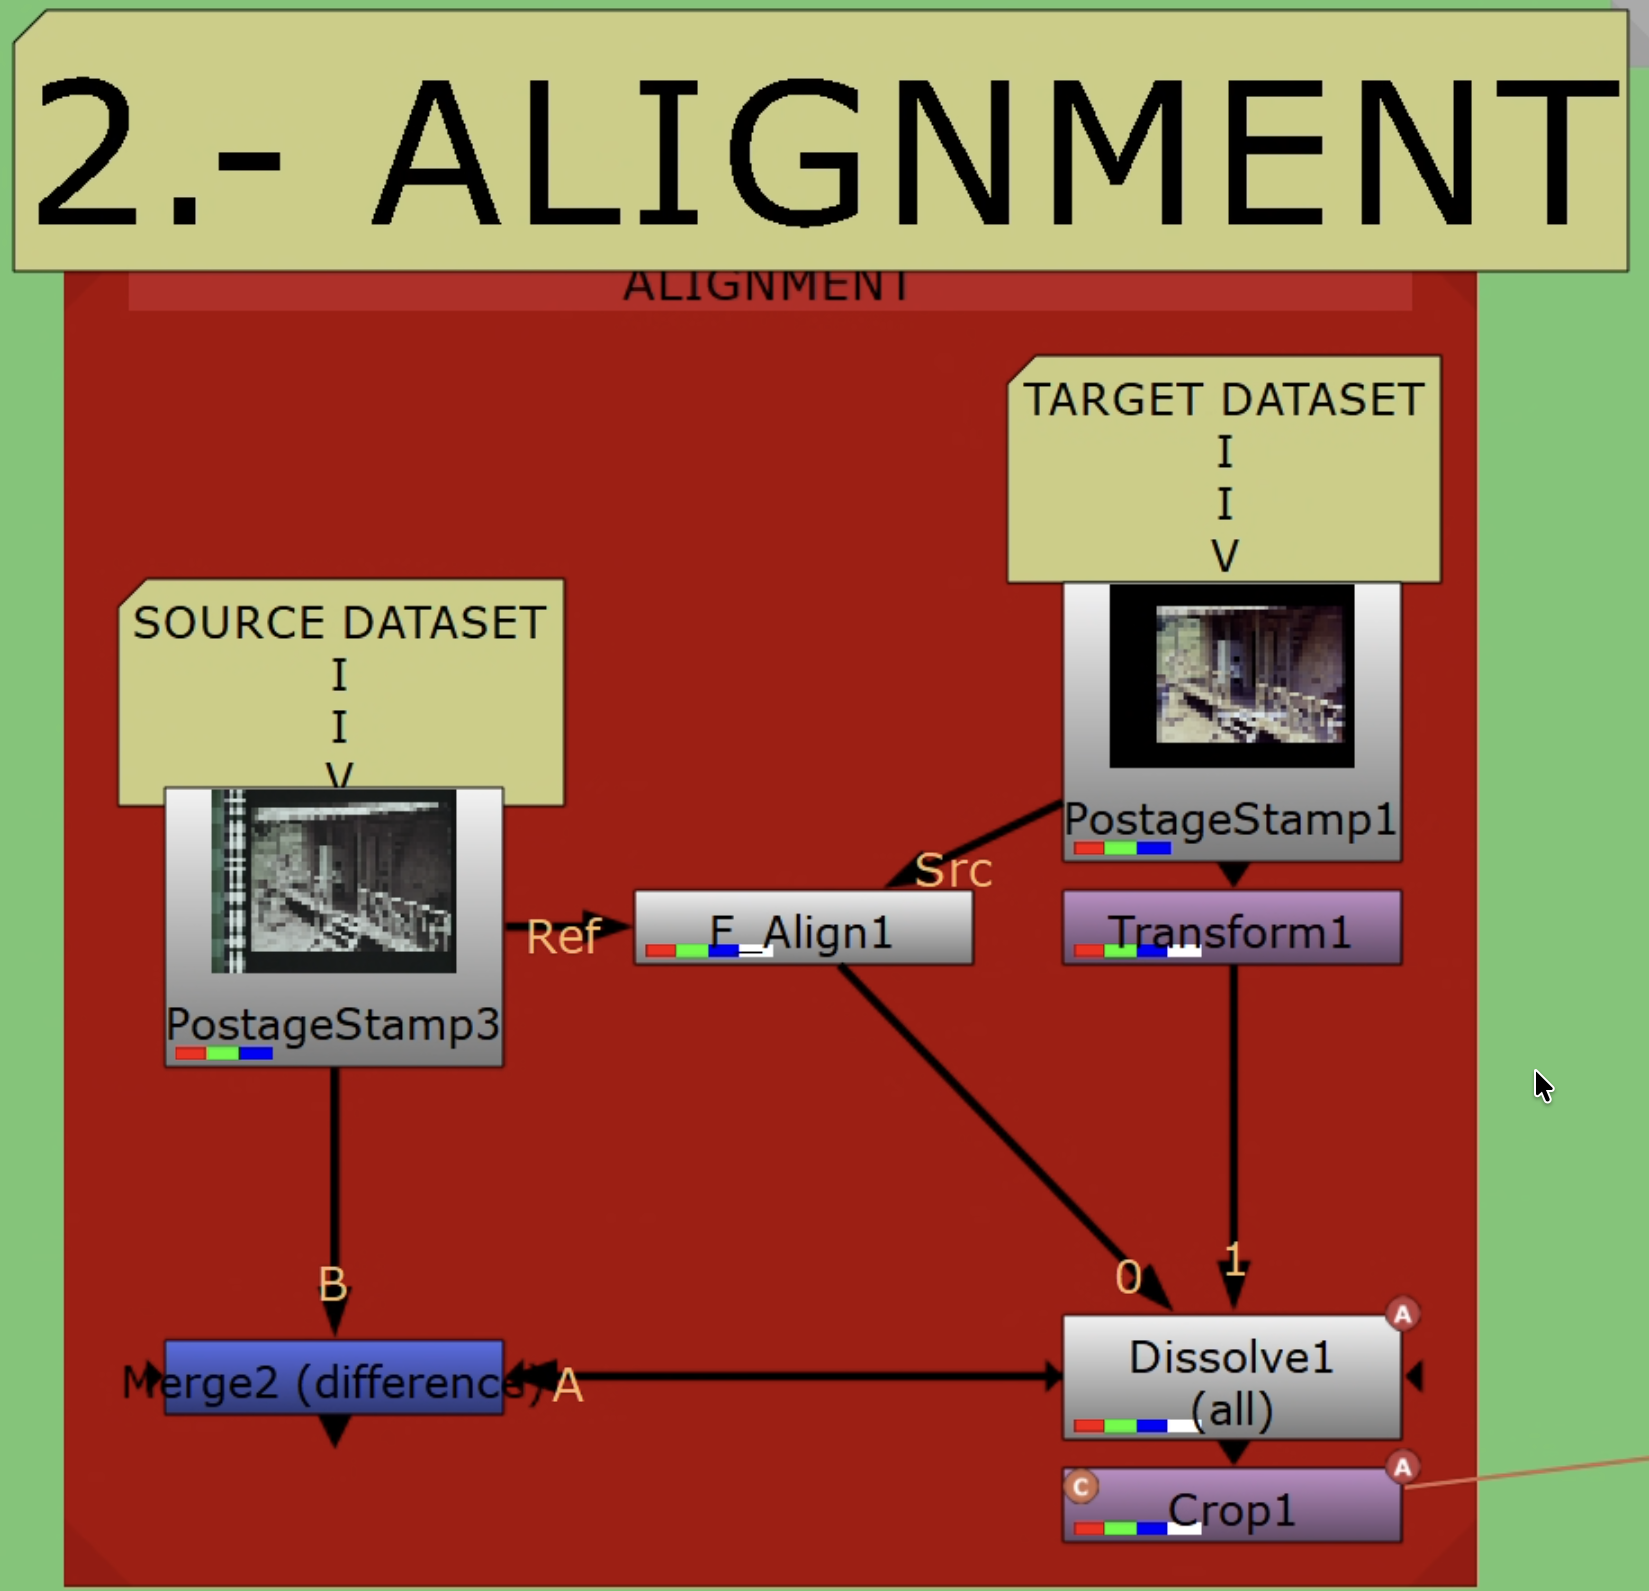 2.- ALIGNMENT
ALIGNMENT
TARGET DATASET
I
I
V
SOURCE DATASET
I
I
V
PostageStamp1
Src
Ref
F_Align1
Transform1
PostageStamp3
B
0
1
A
Merge2 (difference)
A
Dissolve1
(all)
A
C
Crop1